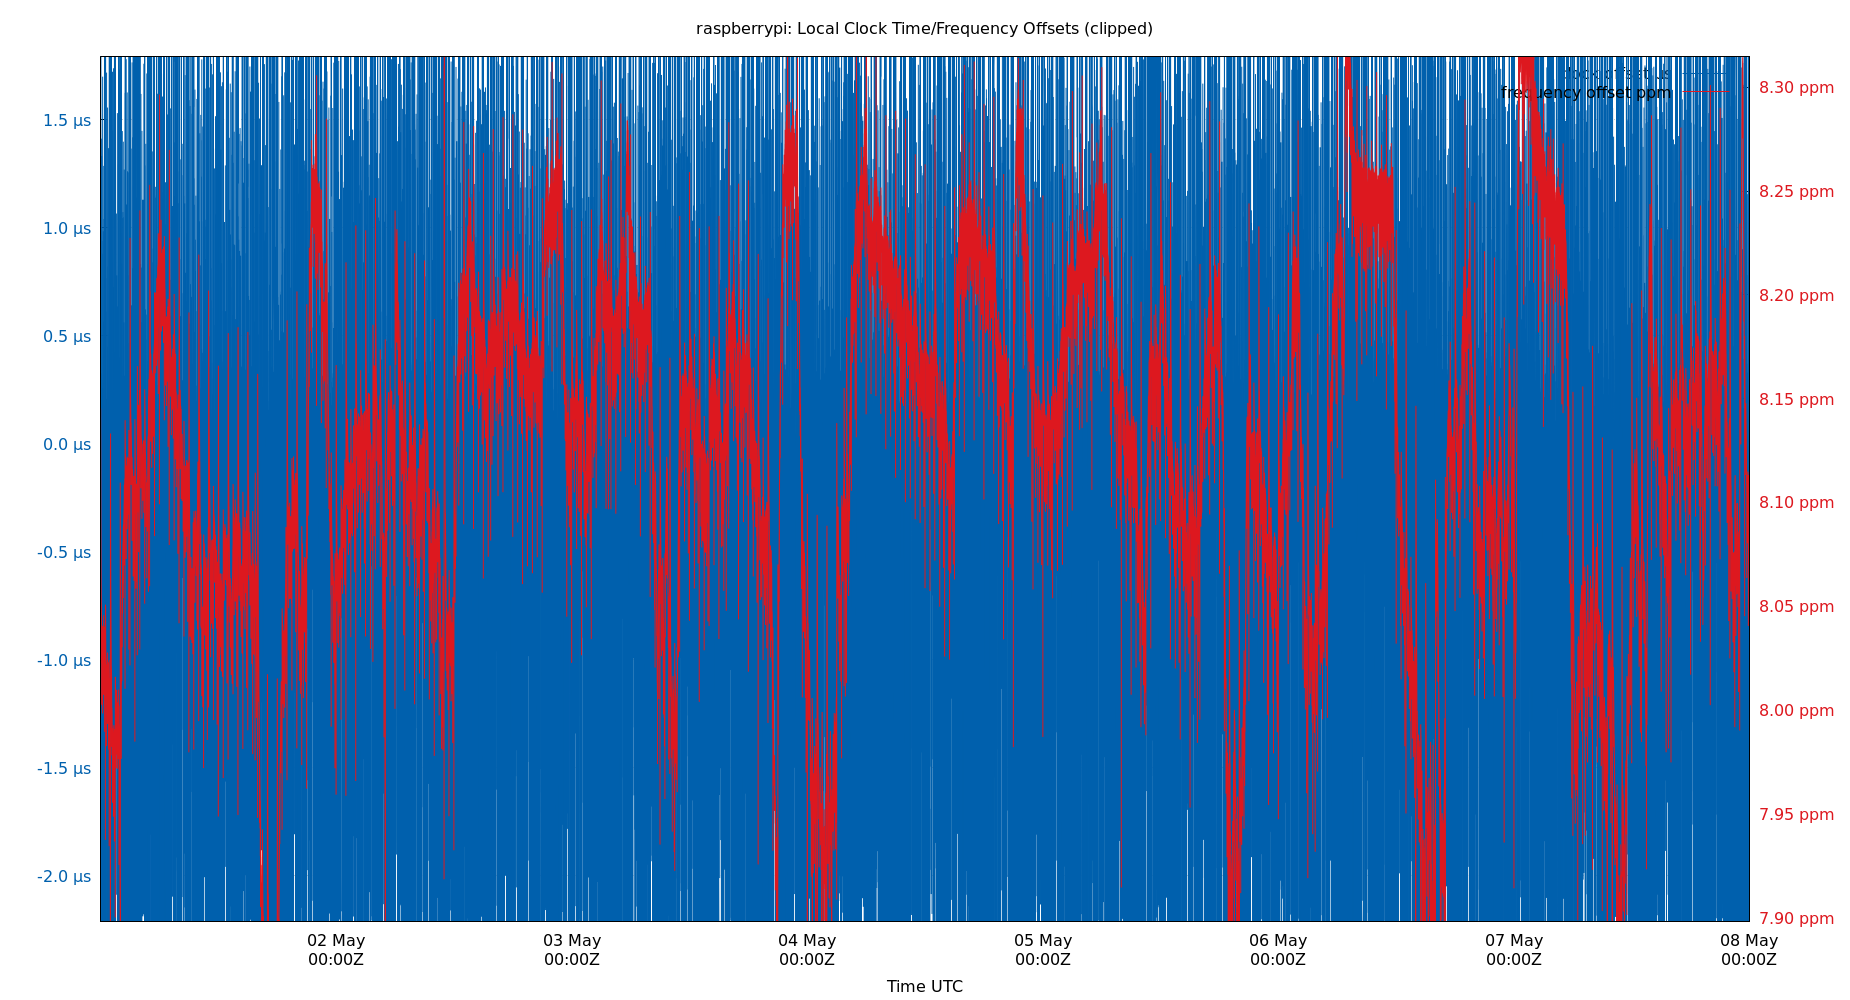 raspberrypi: Local Clock Time/Frequency Offsets (clipped)
clock offset µs
frequency offset ppm
1.5 µs
1.0 µs
0.5 µs
0.0 µs
-0.5 µs
-1.0 µs
-1.5 µs
-2.0 µs
8.30 ppm
8.25 ppm
8.20 ppm
8.15 ppm
8.10 ppm
8.05 ppm
8.00 ppm
7.95 ppm
7.90 ppm
02 May
00:00Z
03 May
00:00Z
04 May
00:00Z
05 May
00:00Z
06 May
00:00Z
07 May
00:00Z
08 May
00:00Z
Time UTC